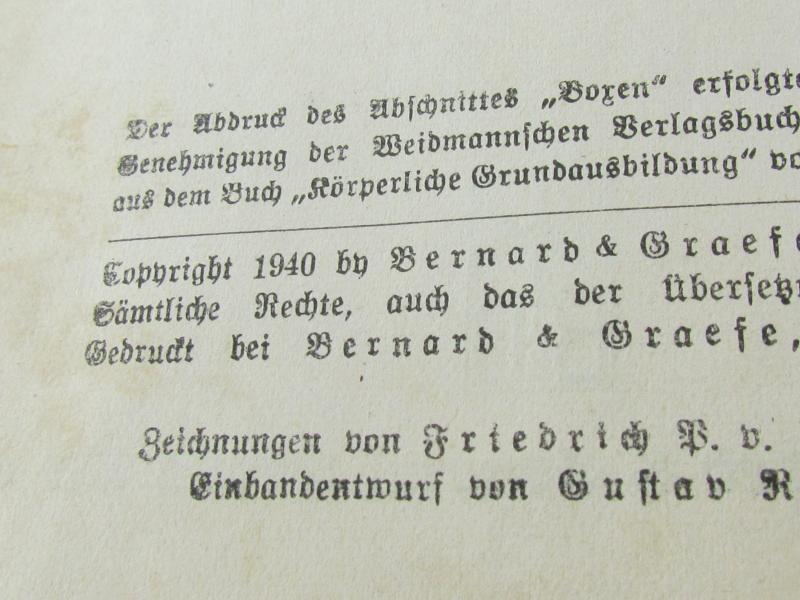 Der Abdruck des Abschnittes „Boxen“ erfolgte
Genehmigung der Weidmannschen Verlagsbuch
aus dem Buch „Körperliche Grundausbildung“ vo
Copyright 1940 by Bernard & Graefe
Sämtliche Rechte, auch das der Übersetz
Gedruckt bei Bernard & Graefe,
Zeichnungen von Friedrich P. v.
Einbandentwurf von Gustav R